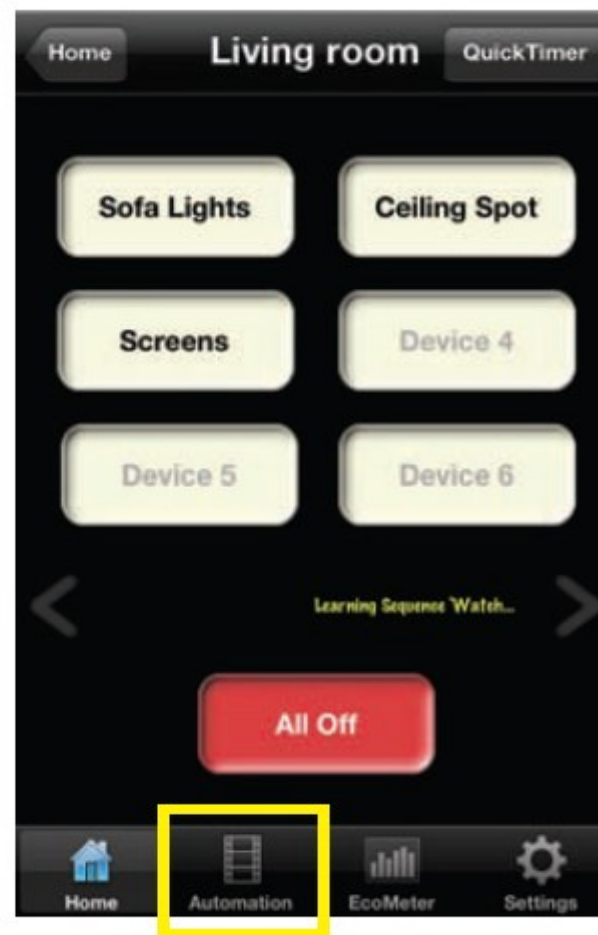 Home Living room QuickTimer
Sofa Lights Ceiling Spot
Screens Device 4
Device 5 Device 6
Learning Sequence Watch...
All Off
Home Automation EcoMeter Settings